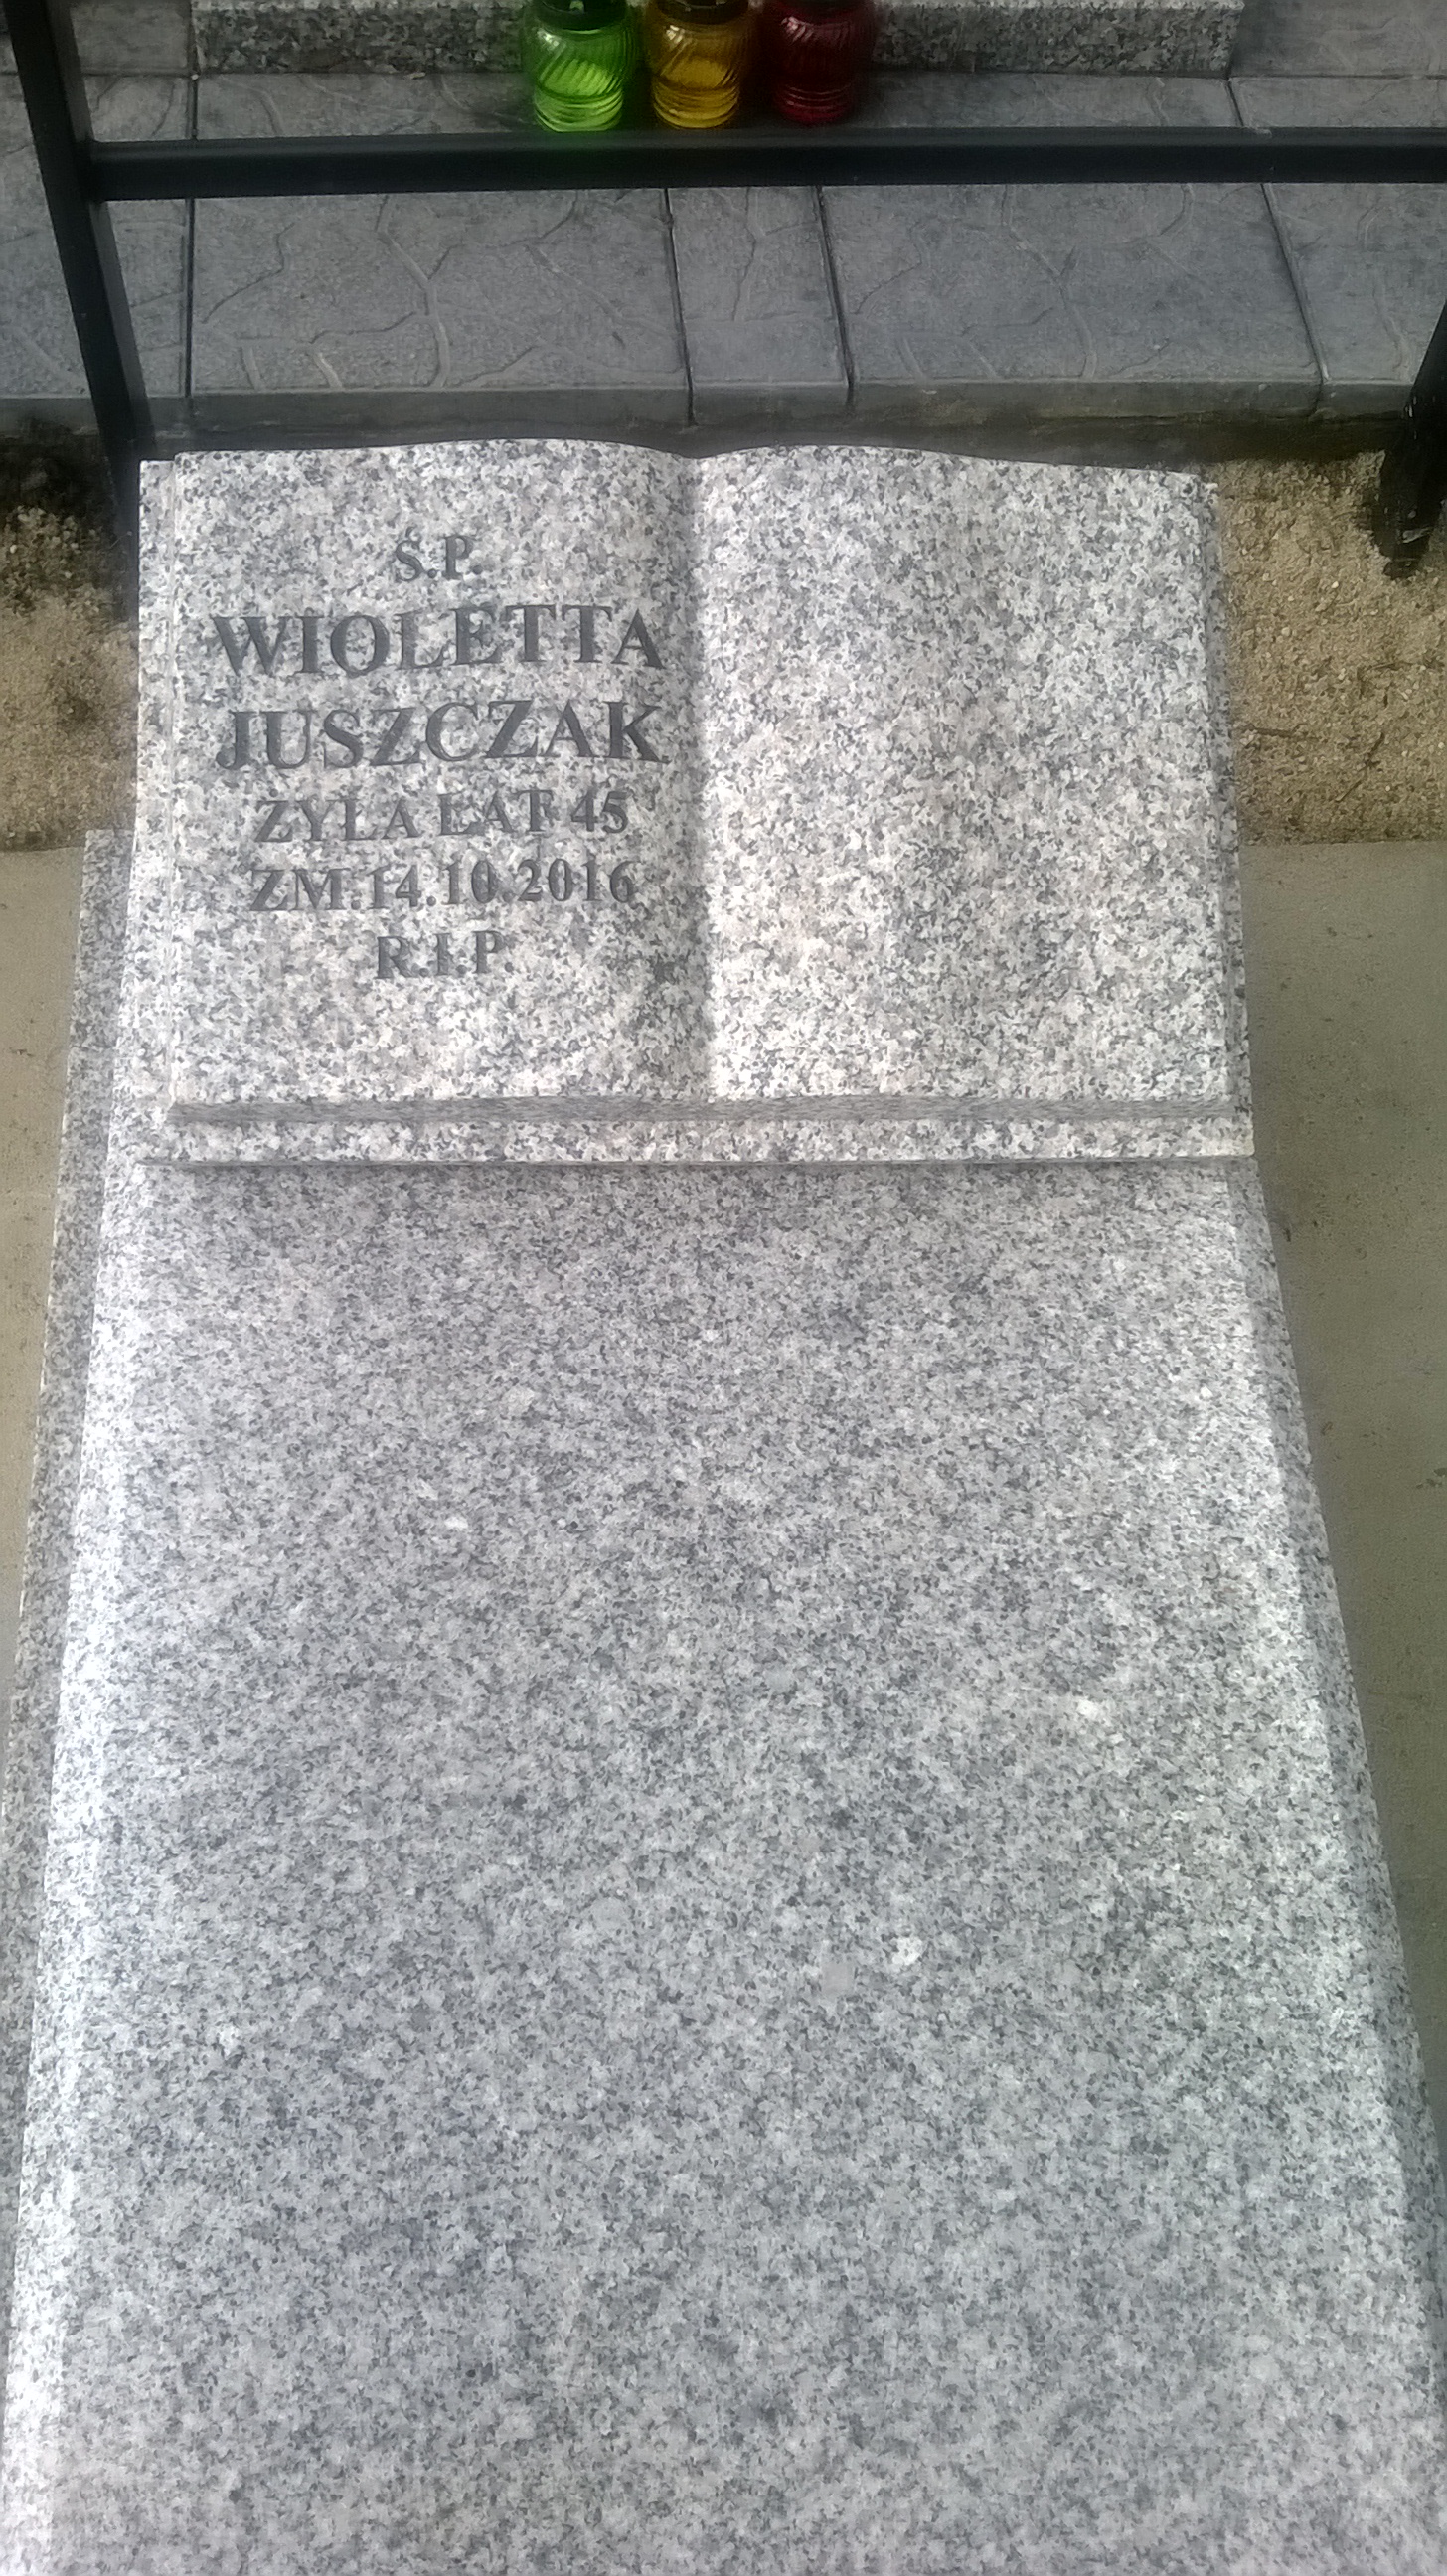 Ś.P.
WIOLETTA
JUSZCZAK
ŻYŁA LAT 45
ZM.14.10.2016
R.I.P.